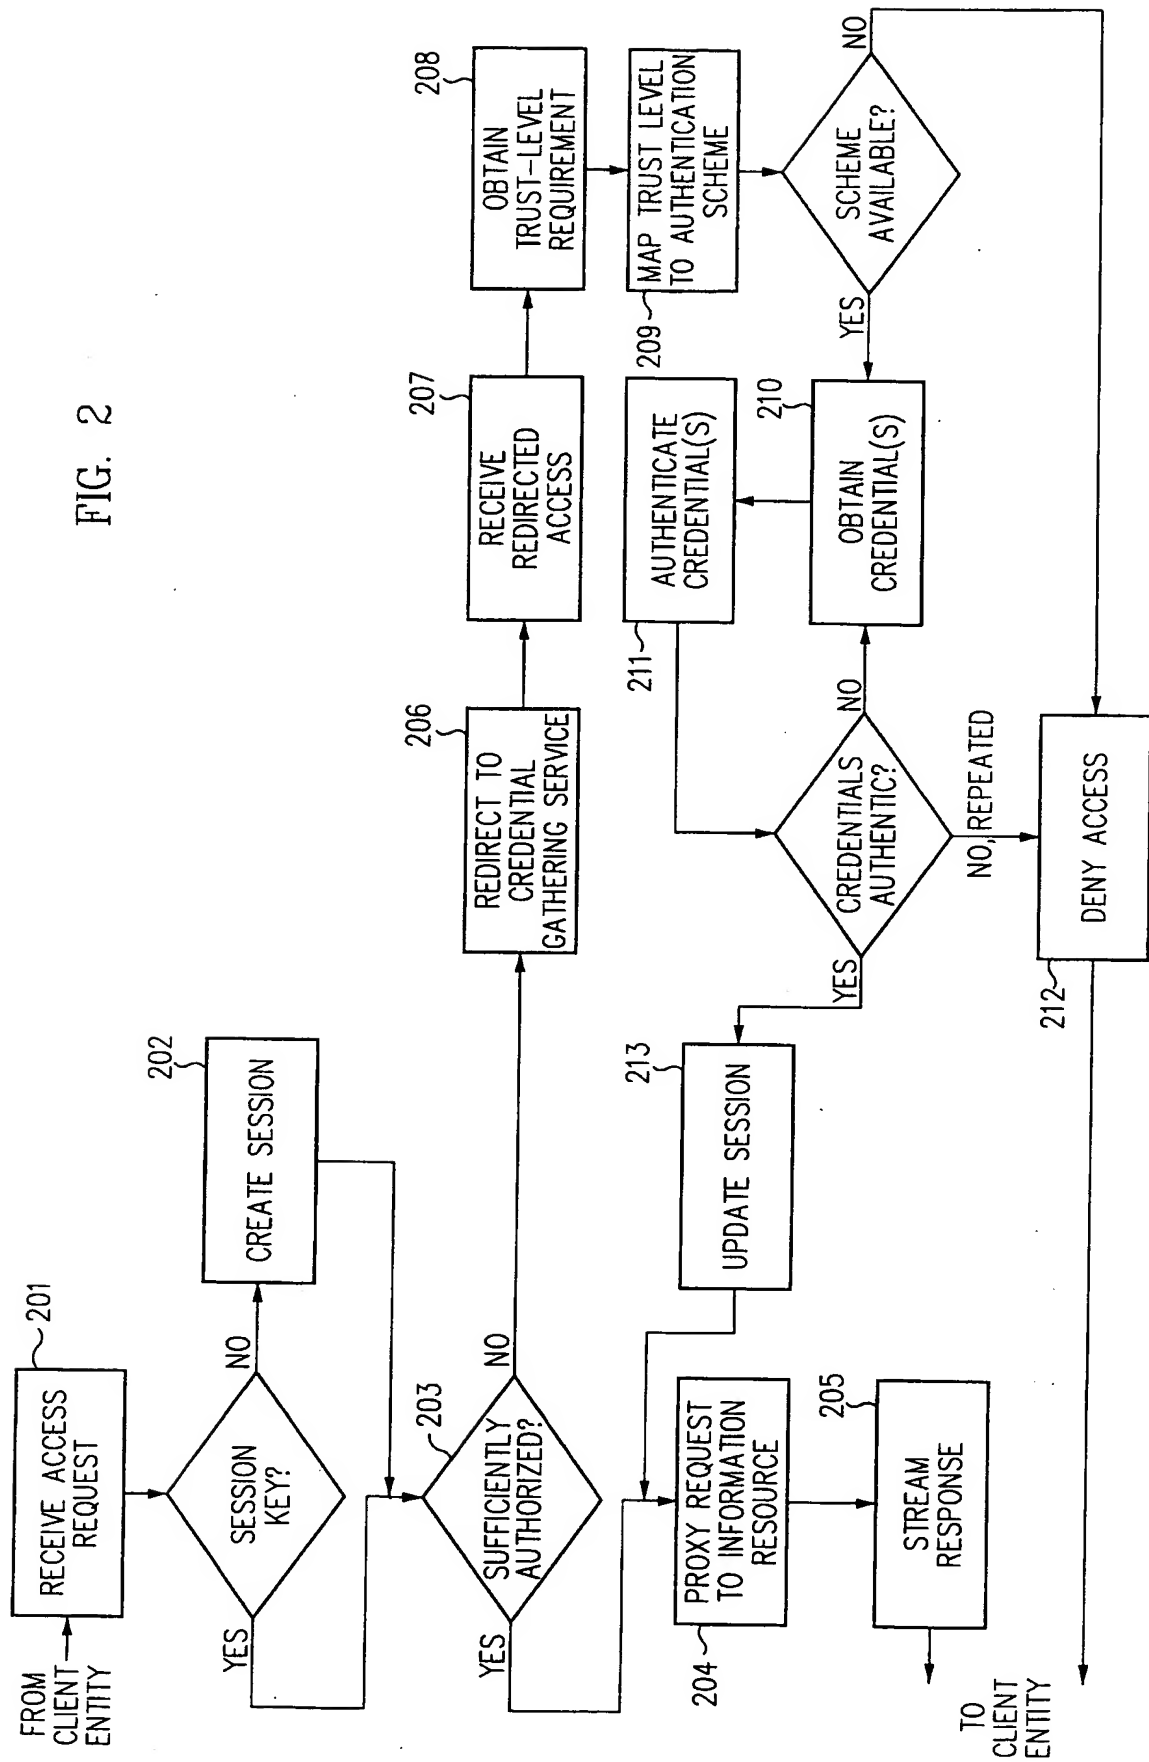 FIG. 2
FROM
CLIENT
ENTITY
201
RECEIVE ACCESS
REQUEST
SESSION
KEY?
NO
YES
202
CREATE SESSION
203
SUFFICIENTLY
AUTHORIZED?
NO
YES
204
PROXY REQUEST
TO INFORMATION
RESOURCE
205
STREAM
RESPONSE
TO
CLIENT
ENTITY
206
REDIRECT TO
CREDENTIAL
GATHERING SERVICE
207
RECEIVE
REDIRECTED
ACCESS
208
OBTAIN
TRUST-LEVEL
REQUIREMENT
209
MAP TRUST LEVEL
TO AUTHENTICATION
SCHEME
SCHEME
AVAILABLE?
NO
YES
210
OBTAIN
CREDENTIAL(S)
211
AUTHENTICATE
CREDENTIAL(S)
CREDENTIALS
AUTHENTIC?
NO
YES
NO, REPEATED
212
DENY ACCESS
213
UPDATE SESSION